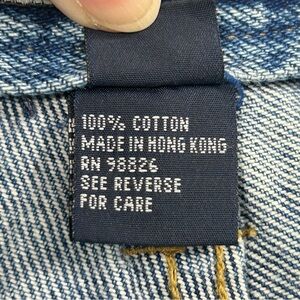 100% COTTON
MADE IN HONG KONG
RN 98826
SEE REVERSE
FOR CARE